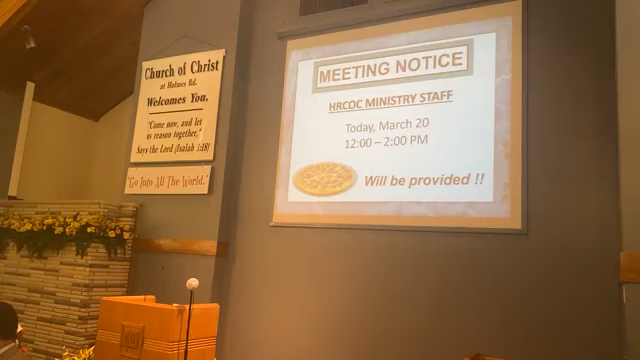 Church of Christ
at Holmes Rd.
Welcomes You.
"Come now, and let
us reason together,"
Says the Lord (Isaiah 1:18)
"Go Into All The World."
MEETING NOTICE
HRCOC MINISTRY STAFF
Today, March 20
12:00 – 2:00 PM
Will be provided !!